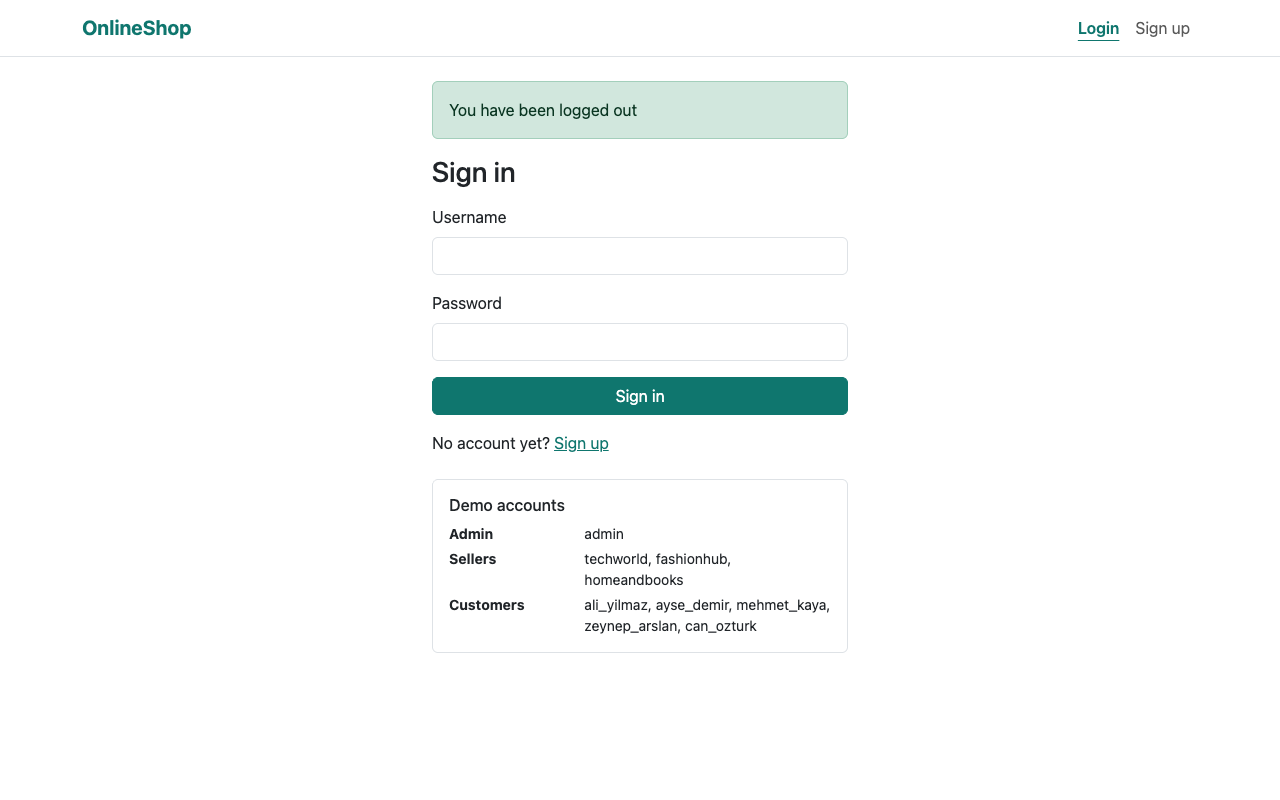 OnlineShop
Login
Sign up
You have been logged out
Sign in
Username
Password
Sign in
No account yet? Sign up
Demo accounts
Admin admin
Sellers techworld, fashionhub,
homeandbooks
Customers ali_yilmaz, ayse_demir, mehmet_kaya,
zeynep_arslan, can_ozturk